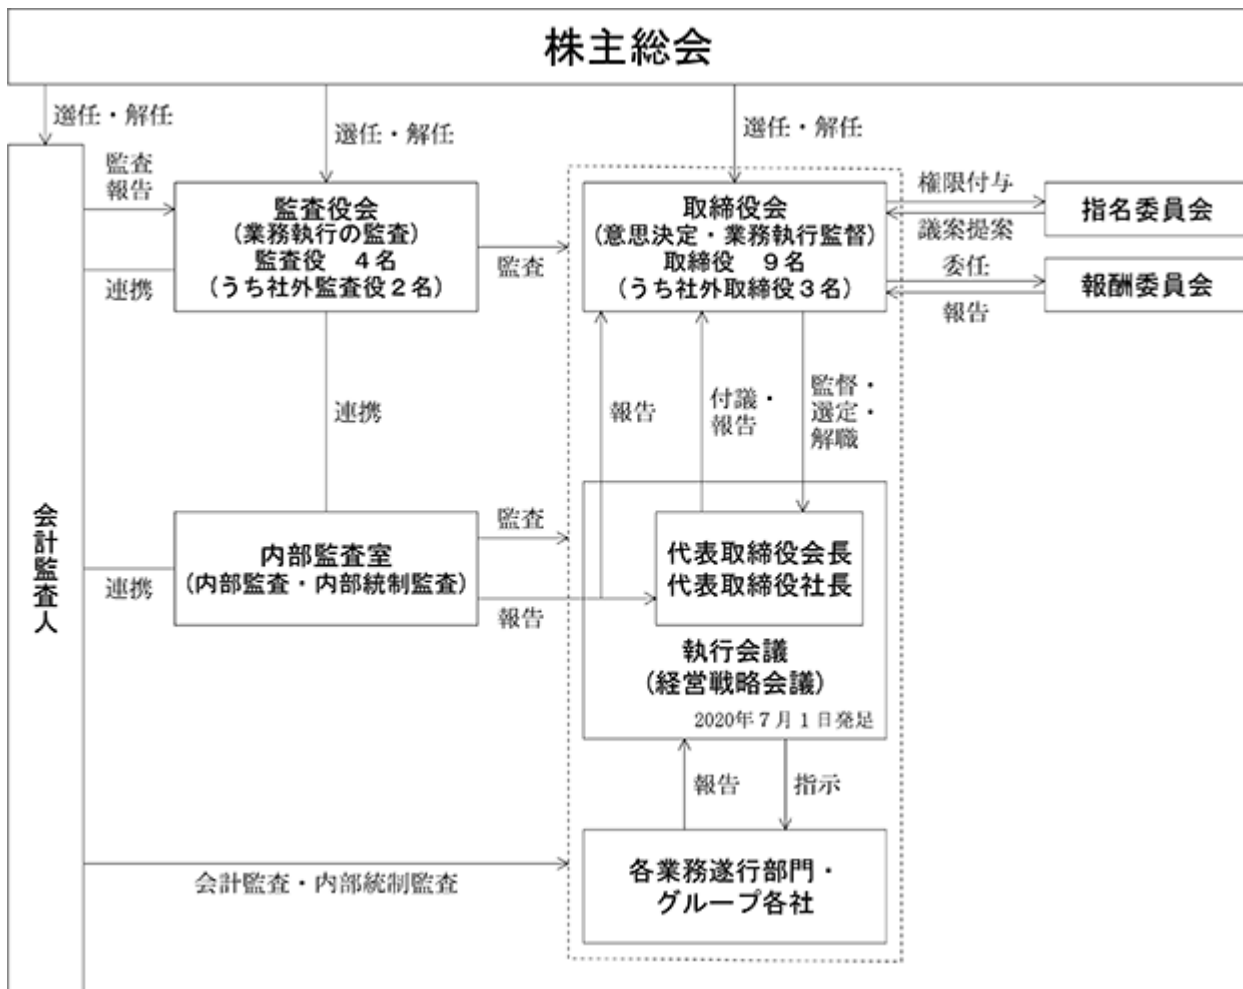 株主総会
選任・解任
選任・解任
選任・解任
監査
報告
監査役会
(業務執行の監査)
監査役　４名
(うち社外監査役２名)
連携
監査
取締役会
(意思決定・業務執行監督)
取締役　９名
(うち社外取締役３名)
権限付与
議案提案
指名委員会
委任
報告
報酬委員会
連携
報告
付議・
報告
監督・
選定・
解職
会計監査人
連携
内部監査室
(内部監査・内部統制監査)
監査
報告
代表取締役会長
代表取締役社長
執行会議
(経営戦略会議)
2020年７月１日発足
報告
指示
会計監査・内部統制監査
各業務遂行部門・
グループ各社